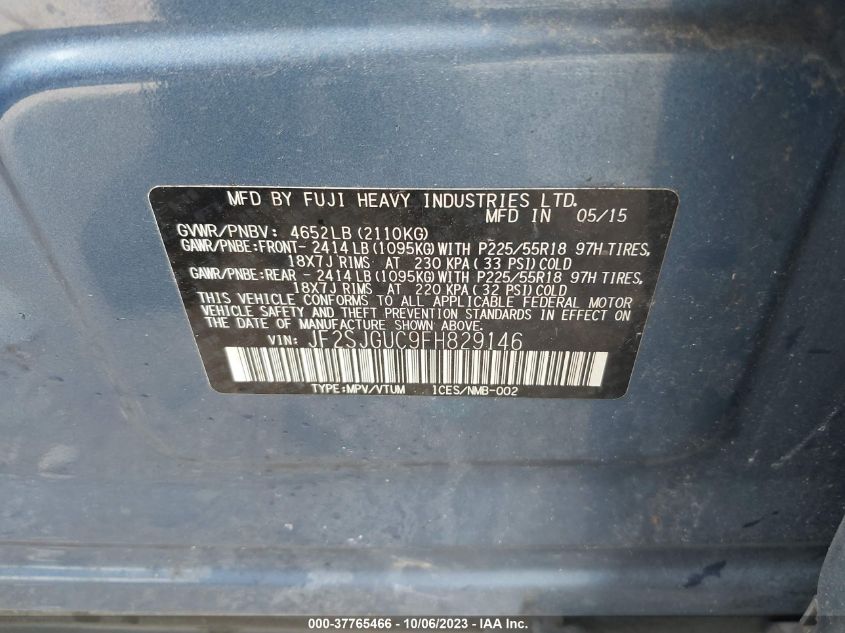 MFD BY FUJI HEAVY INDUSTRIES LTD.
MFD IN 05/15
GVWR/PNBV: 4652LB (2110KG)
GAWR/PNBE:FRONT- 2414LB (1095KG) WITH P225/55R18 97H TIRES,
18X7J RIMS AT 230 KPA ( 33 PSI) COLD
GAWR/PNBE:REAR - 2414LB (1095KG) WITH P225/55R18 97H TIRES,
18X7J RIMS AT 220 KPA ( 32 PSI) COLD
THIS VEHICLE CONFORMS TO ALL APPLICABLE FEDERAL MOTOR
VEHICLE SAFETY AND THEFT PREVENTION STANDARDS IN EFFECT ON
THE DATE OF MANUFACTURE SHOWN ABOVE.
VIN: JF2SJGUC9FH829146
TYPE:MPV/VTUM ICES/NMB-002
000-37765466 - 10/06/2023 - IAA Inc.